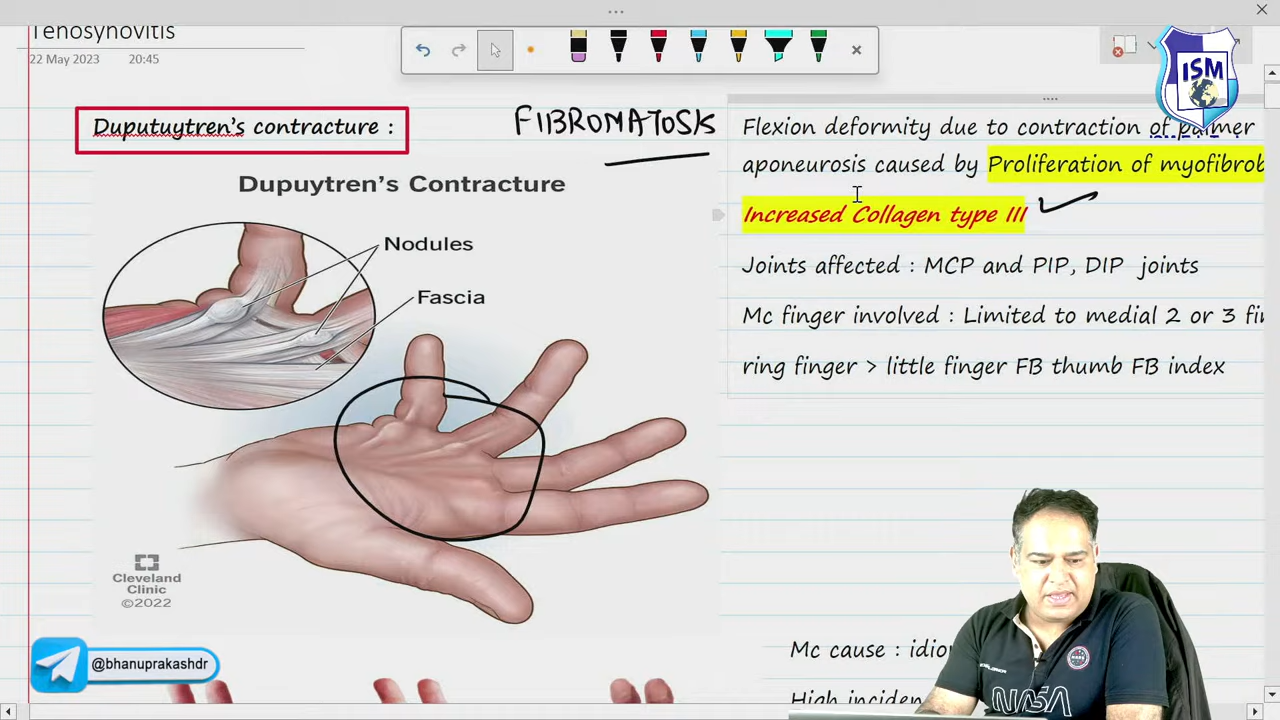 Tenosynovitis
22 May 2023 20:45
ISM
Duputuytren's contracture :
FIBROMATOSIS
Dupuytren's Contracture
Nodules
Fascia
Cleveland
Clinic
©2022
Flexion deformity due to contraction of palmer
aponeurosis caused by Proliferation of myofibrob
Increased Collagen type III
Joints affected : MCP and PIP, DIP joints
Mc finger involved : Limited to medial 2 or 3 fi
ring finger > little finger FB thumb FB index
Mc cause : idio
High inciden
NASA
@bhanuprakashdr